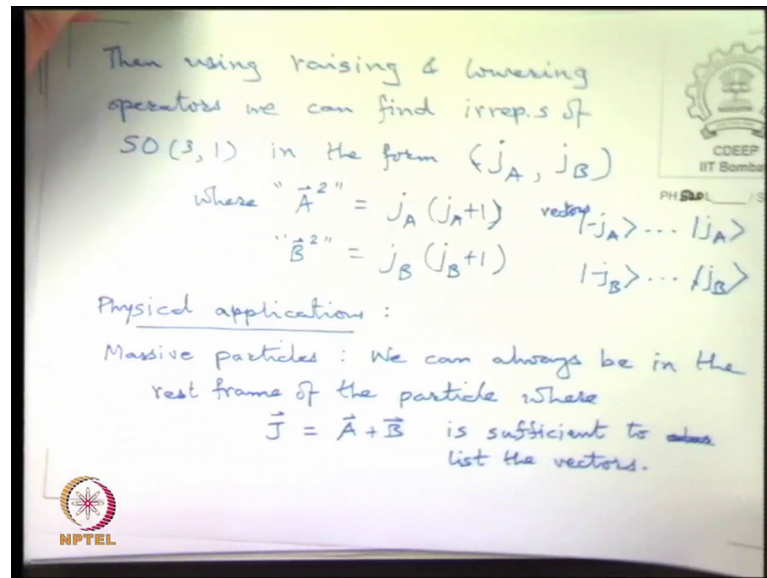 Then using raising & lowering
operators we can find irrep.s of
SO(3,1) in the form (j_A, j_B)
where "A⃗²" = j_A (j_A+1) vectors |-j_A> ... |j_A>
"B⃗²" = j_B (j_B+1) |-j_B> ... |j_B>
Physical applications :
Massive particles : We can always be in the
rest frame of the particle where
J⃗ = A⃗ + B⃗ is sufficient to
list the vectors.
CDEEP
IIT Bomba
NPTEL